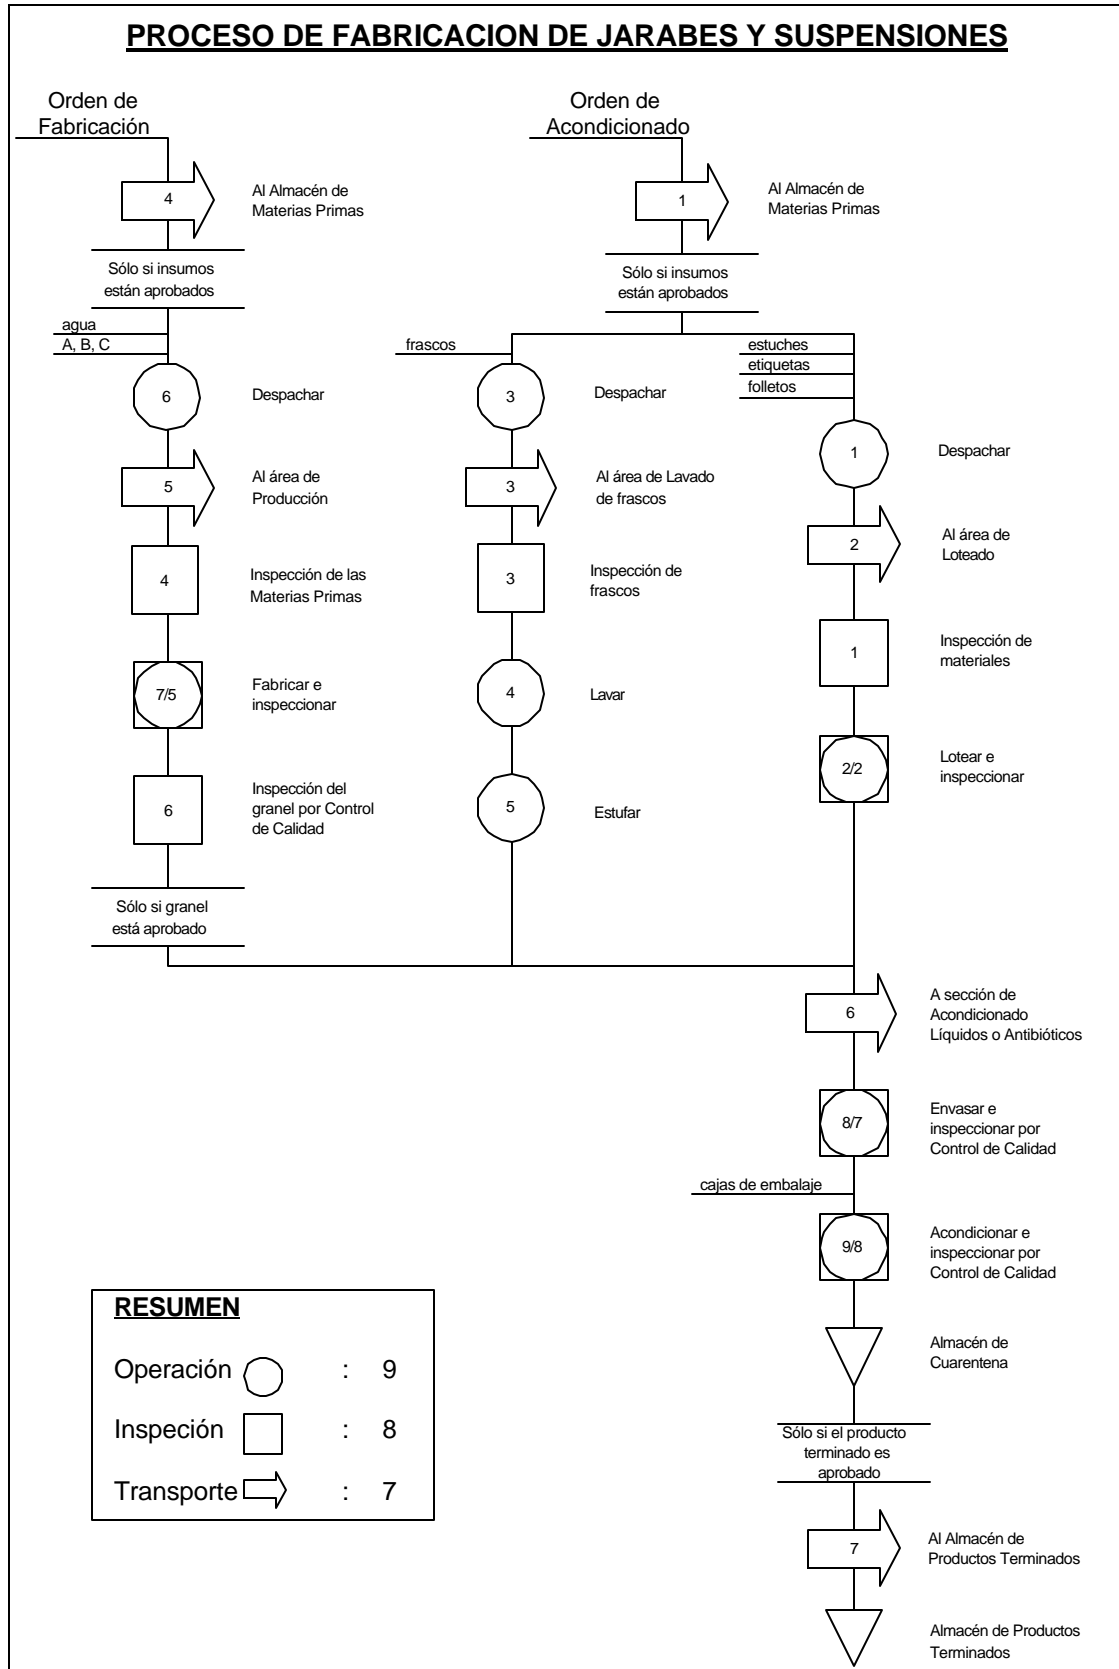 PROCESO DE FABRICACION DE JARABES Y SUSPENSIONES
Orden de
Fabricación
4
Al Almacén de
Materias Primas
Sólo si insumos
están aprobados
agua
A, B, C
6
Despachar
5
Al área de
Producción
4
Inspección de las
Materias Primas
7/5
Fabricar e
inspeccionar
6
Inspección del
granel por Control
de Calidad
Sólo si granel
está aprobado
Orden de
Acondicionado
1
Al Almacén de
Materias Primas
Sólo si insumos
están aprobados
frascos
3
Despachar
3
Al área de Lavado
de frascos
3
Inspección de
frascos
4
Lavar
5
Estufar
estuches
etiquetas
folletos
1
Despachar
2
Al área de
Loteado
1
Inspección de
materiales
2/2
Lotear e
inspeccionar
6
A sección de
Acondicionado
Líquidos o Antibióticos
8/7
Envasar e
inspeccionar por
Control de Calidad
cajas de embalaje
9/8
Acondicionar e
inspeccionar por
Control de Calidad
Almacén de
Cuarentena
Sólo si el producto
terminado es
aprobado
7
Al Almacén de
Productos Terminados
Almacén de Productos
Terminados
RESUMEN
Operación : 9
Inspeción : 8
Transporte : 7